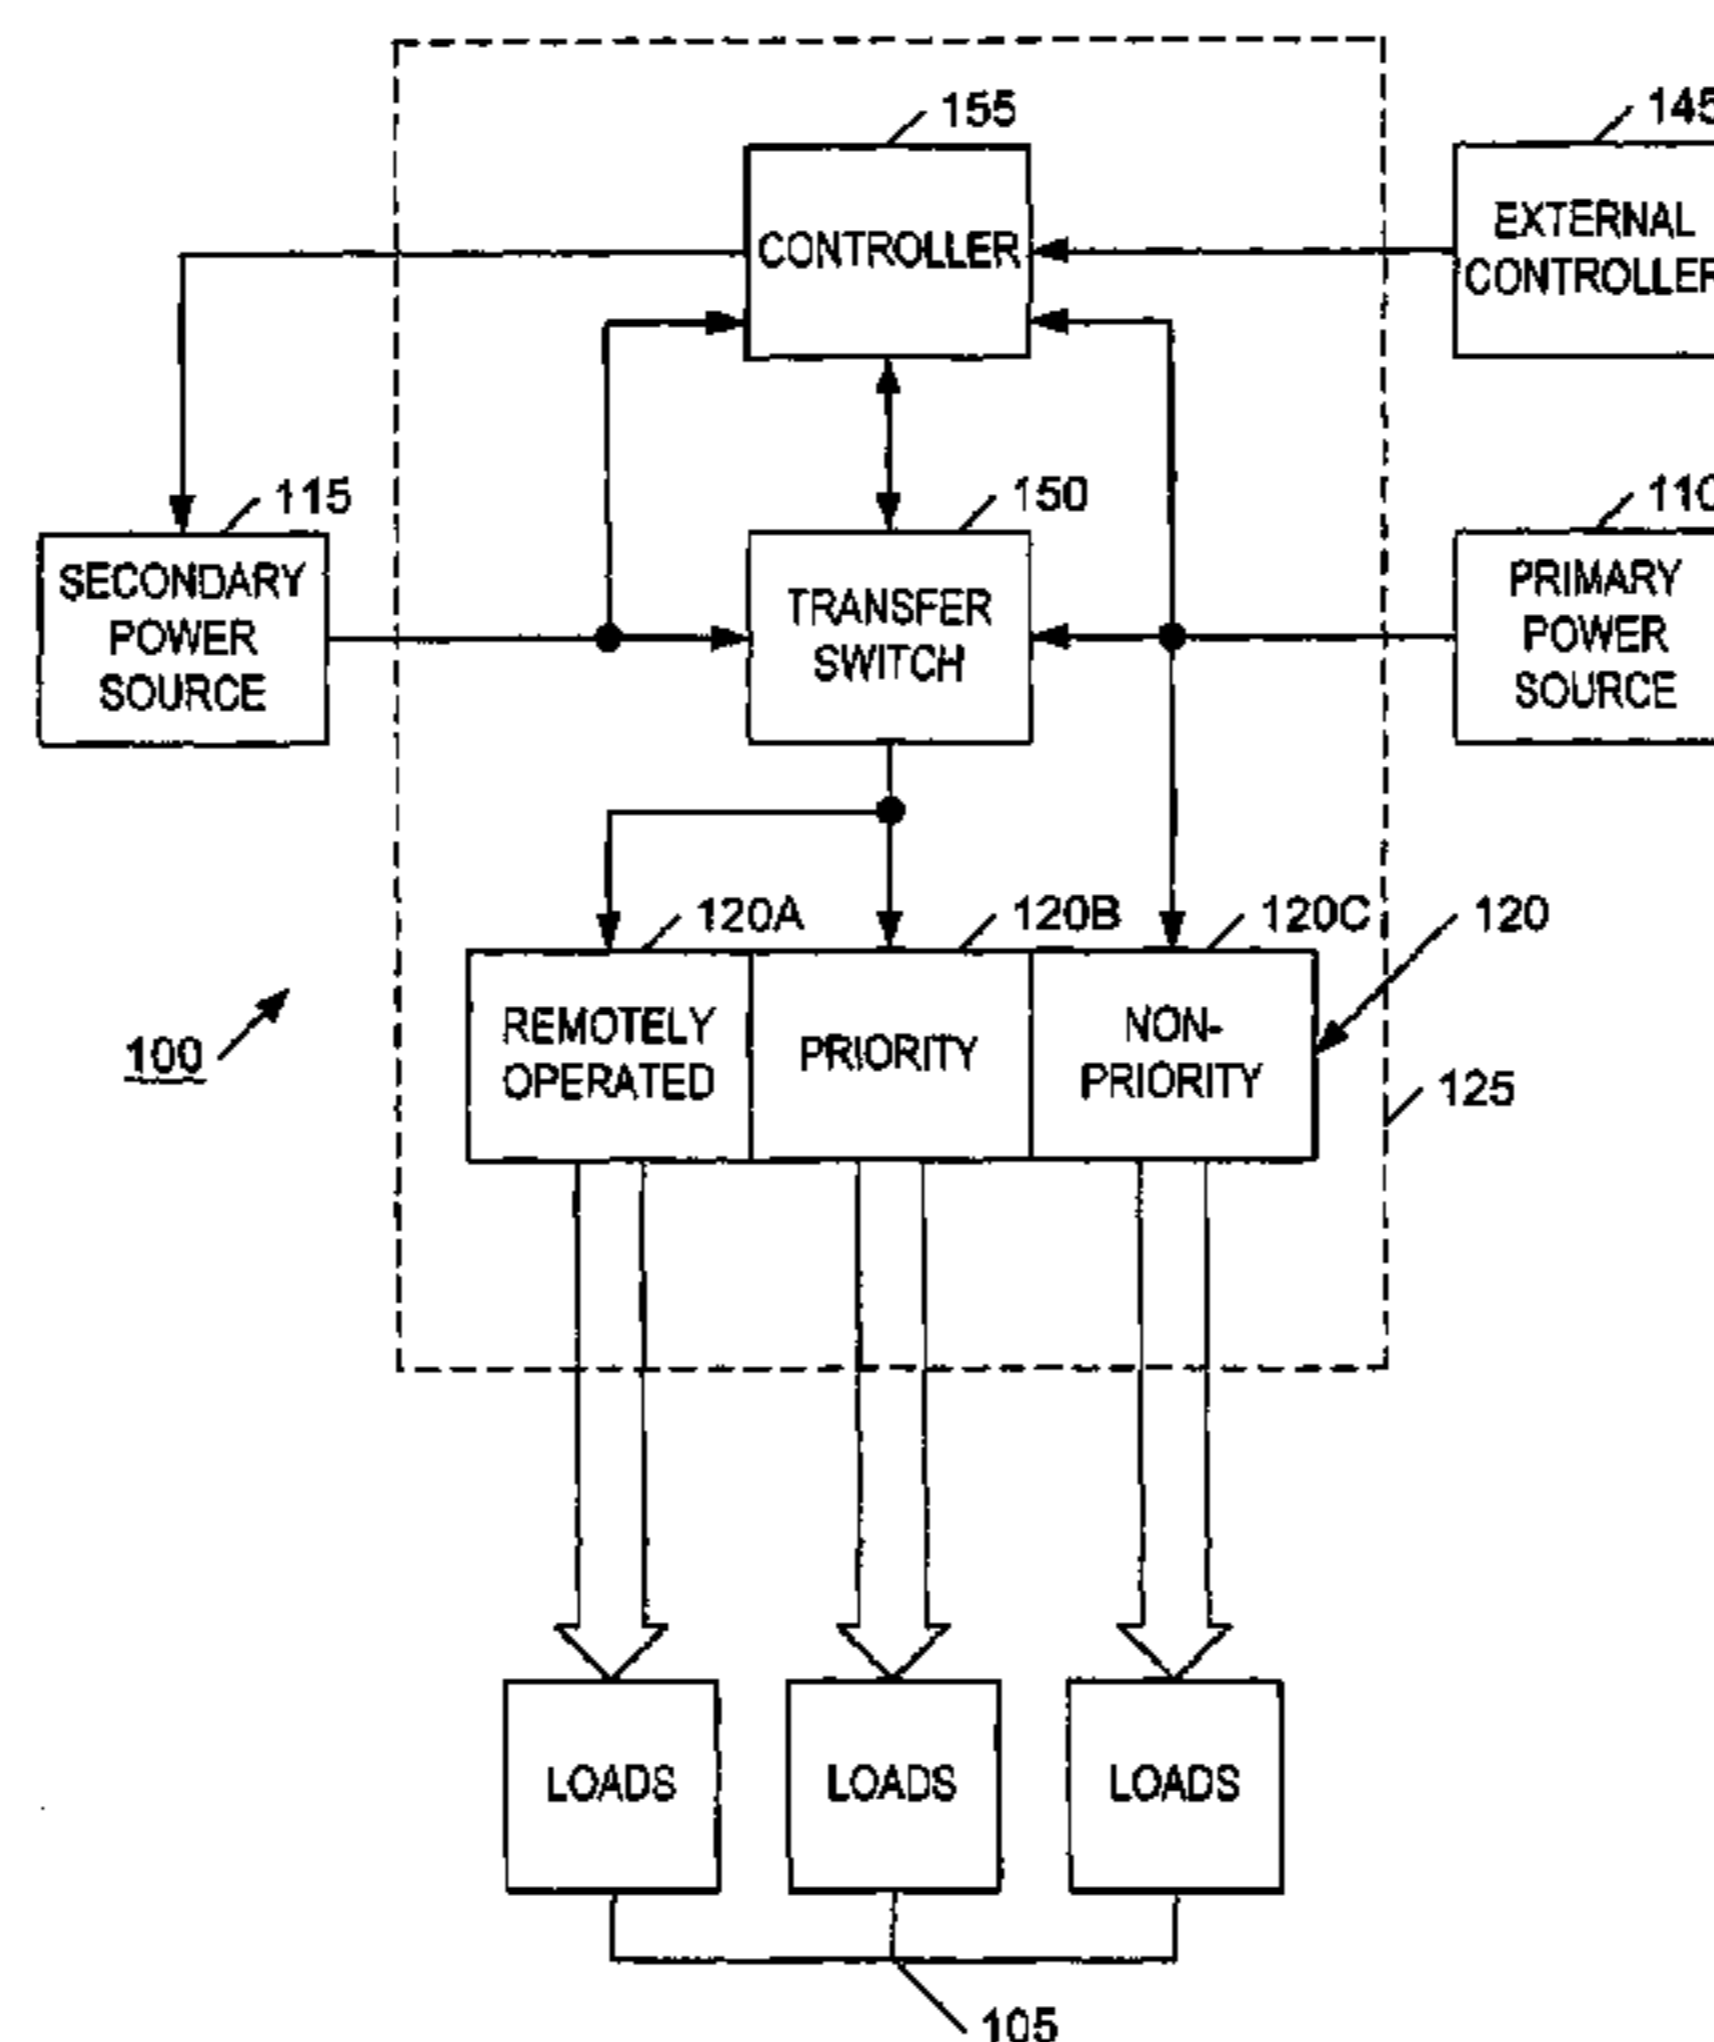 155
145
CONTROLLER
EXTERNAL
CONTROLLER
115
150
110
SECONDARY
POWER
SOURCE
TRANSFER
SWITCH
PRIMARY
POWER
SOURCE
120A
120B
120C
120
REMOTELY
OPERATED
PRIORITY
NON-
PRIORITY
100
125
LOADS
LOADS
LOADS
105